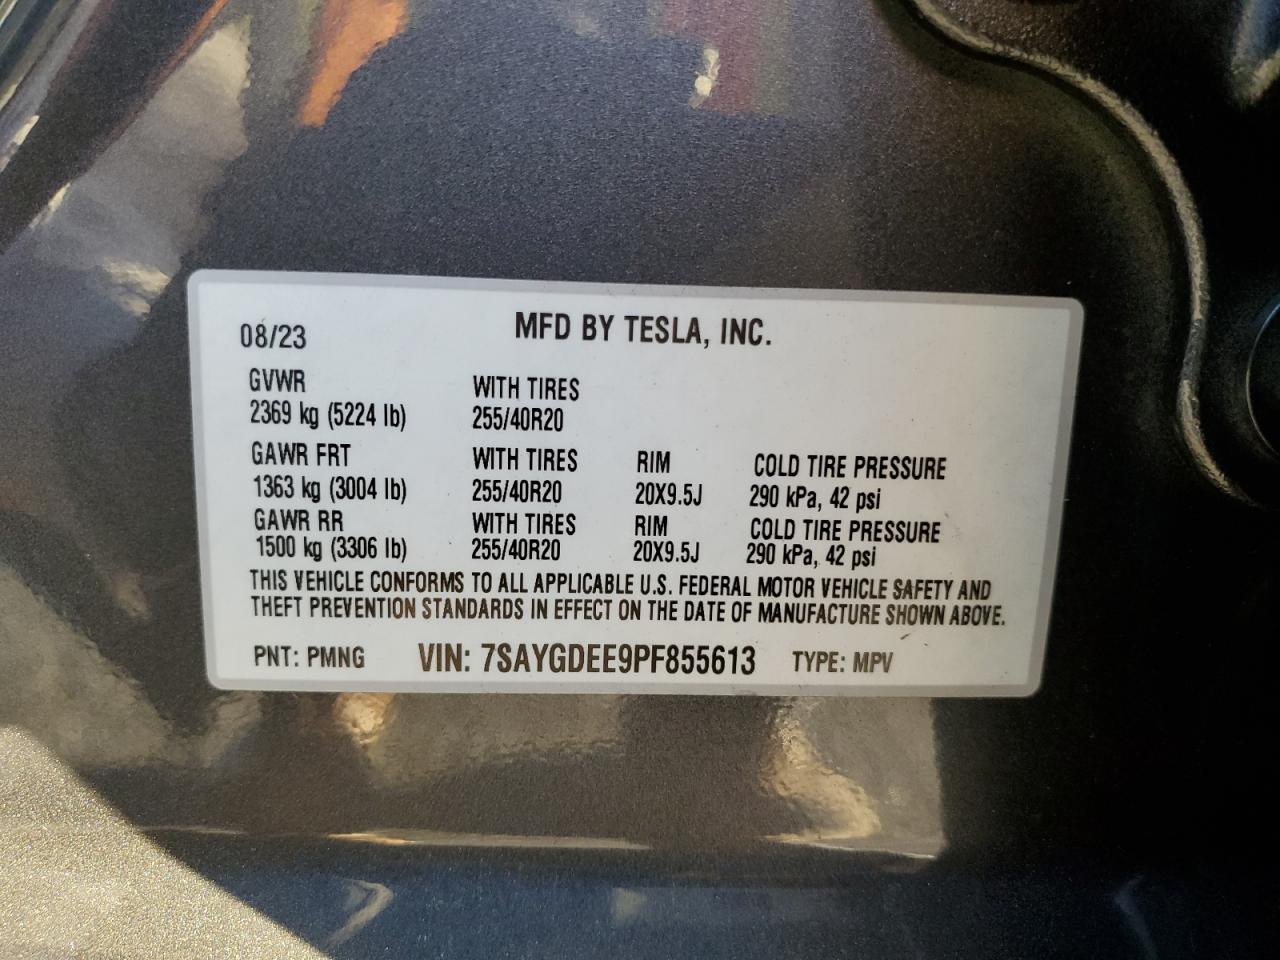 08/23 MFD BY TESLA, INC.
GVWR WITH TIRES
2369 kg (5224 lb) 255/40R20
GAWR FRT WITH TIRES RIM COLD TIRE PRESSURE
1363 kg (3004 lb) 255/40R20 20X9.5J 290 kPa, 42 psi
GAWR RR WITH TIRES RIM COLD TIRE PRESSURE
1500 kg (3306 lb) 255/40R20 20X9.5J 290 kPa, 42 psi
THIS VEHICLE CONFORMS TO ALL APPLICABLE U.S. FEDERAL MOTOR VEHICLE SAFETY AND
THEFT PREVENTION STANDARDS IN EFFECT ON THE DATE OF MANUFACTURE SHOWN ABOVE.
PNT: PMNG VIN: 7SAYGDEE9PF855613 TYPE: MPV